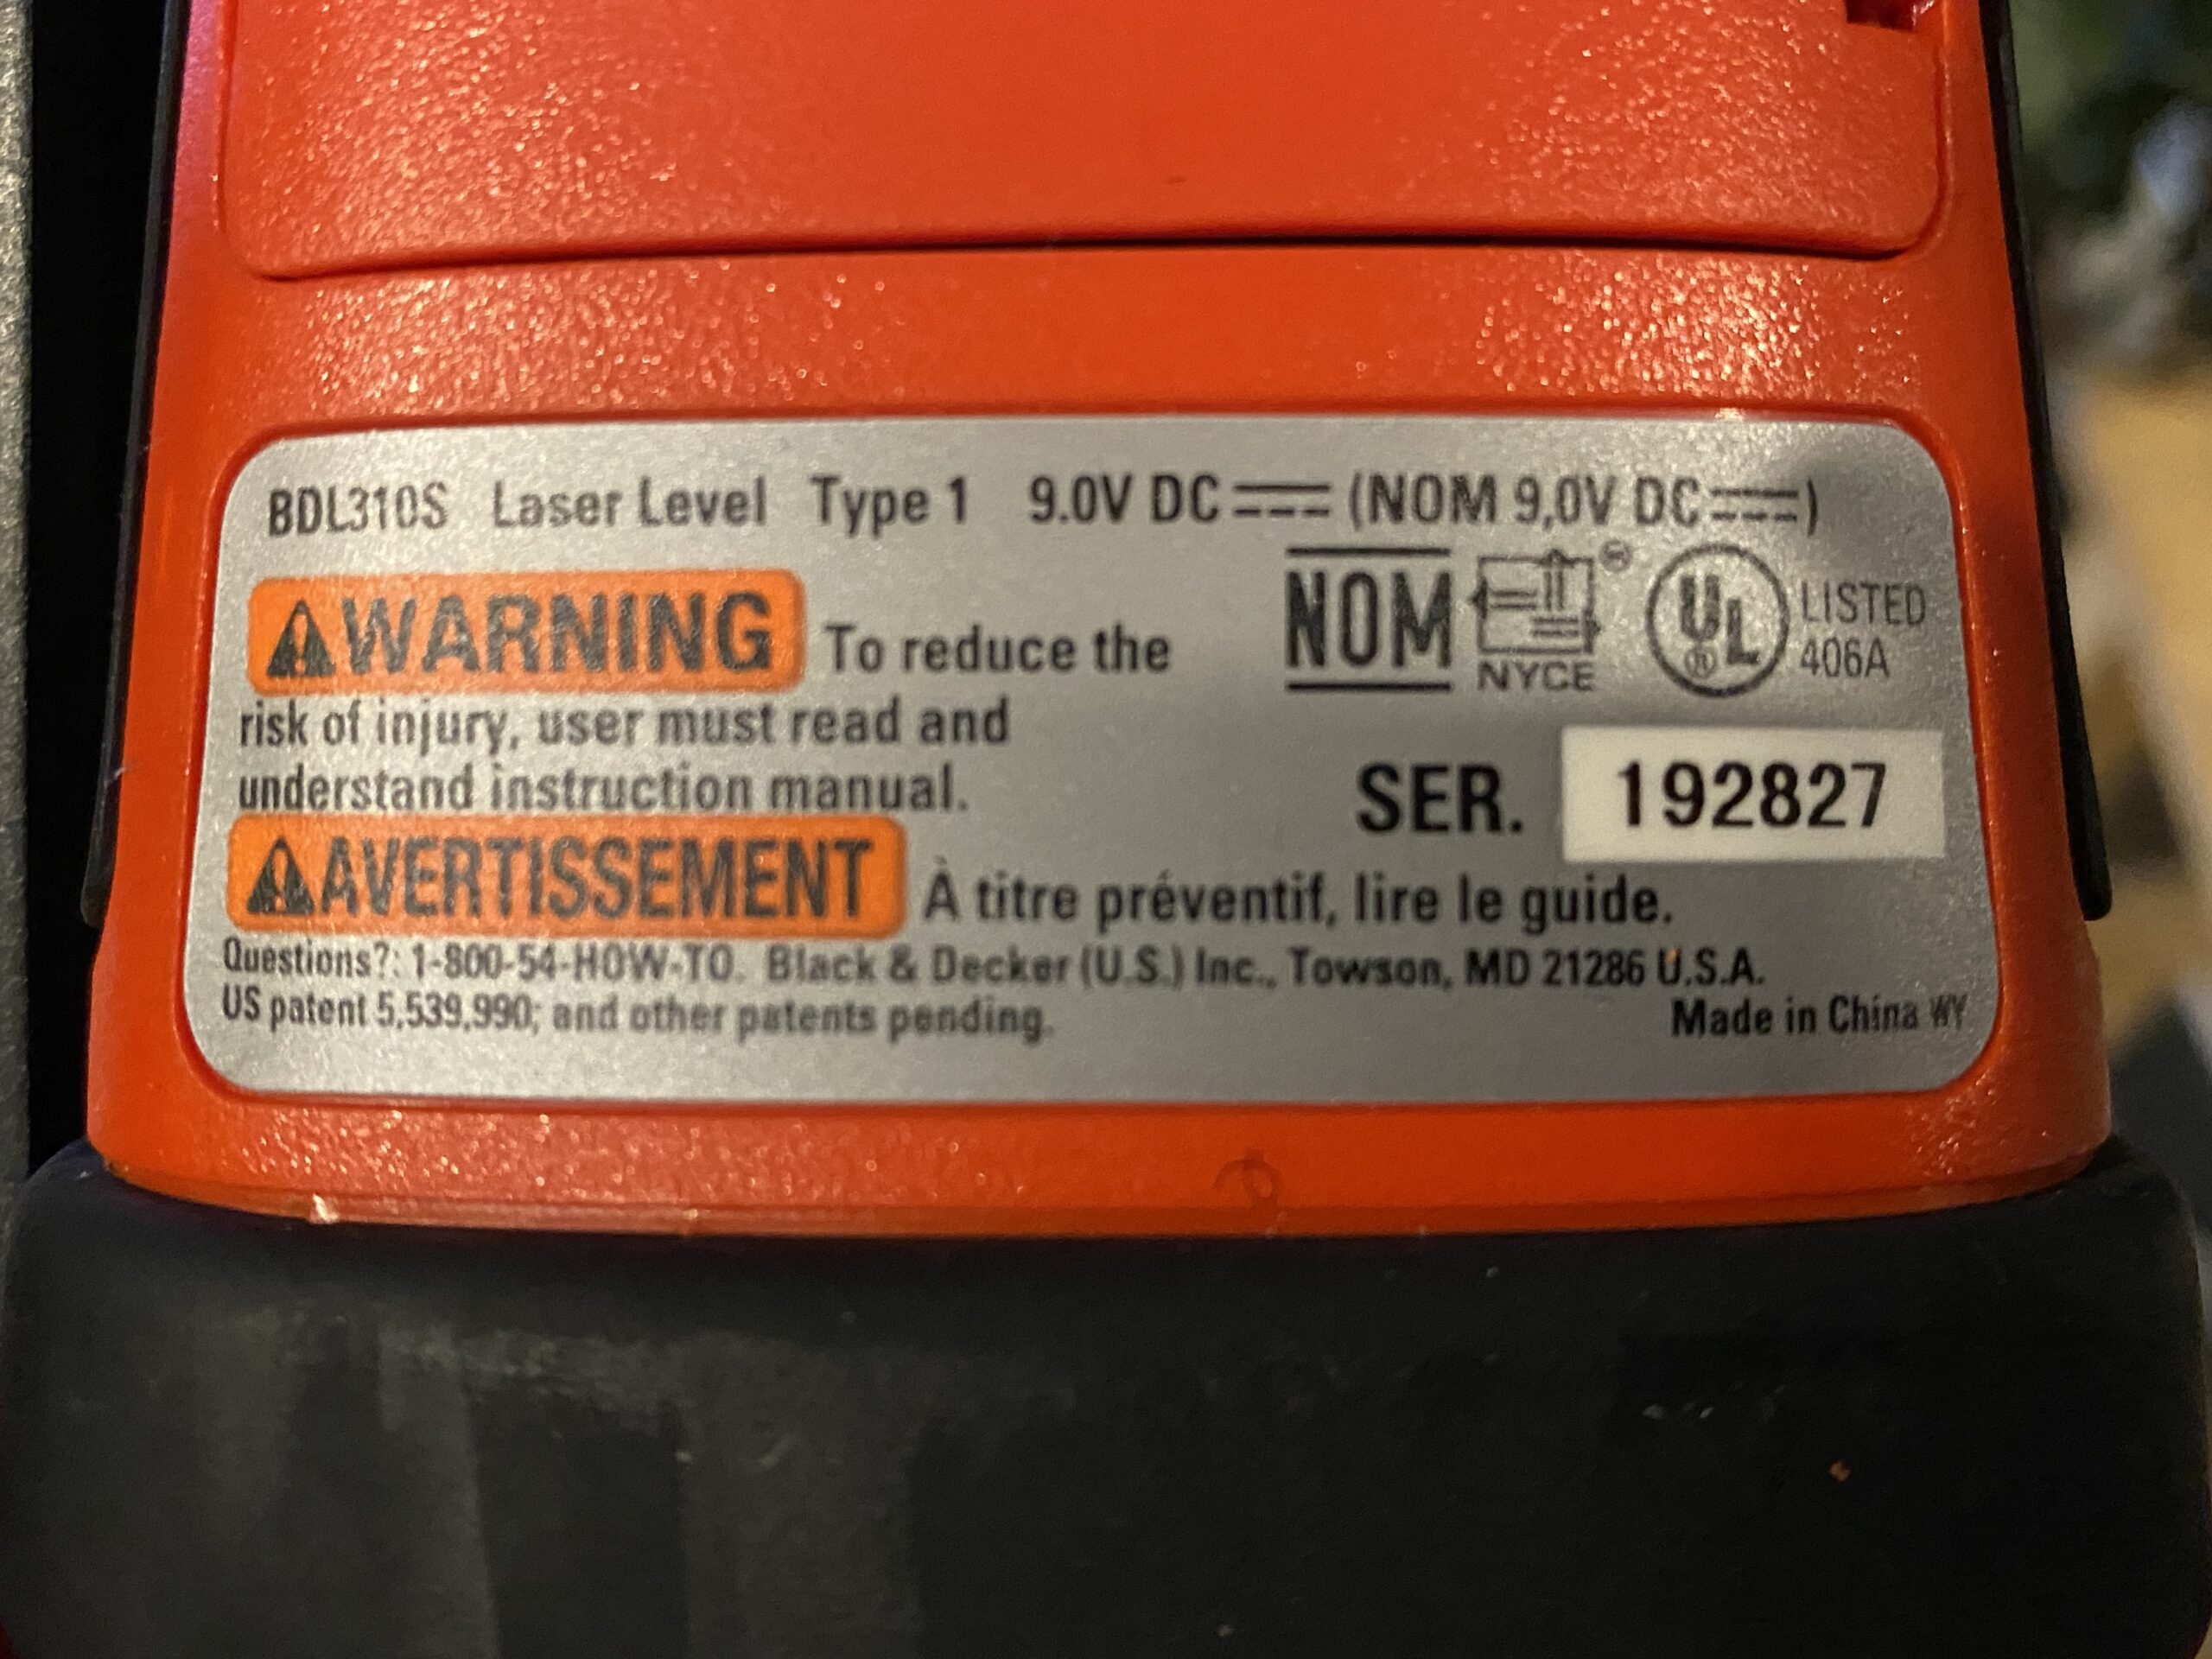 BDL310S Laser Level Type 1 9.0V DC (NOM 9,0V DC)
WARNING To reduce the
risk of injury, user must read and
understand instruction manual.
NOM NYCE UL LISTED
406A
SER. 192827
AVERTISSEMENT À titre préventif, lire le guide.
Questions?: 1-800-54-HOW-TO. Black & Decker (U.S.) Inc., Towson, MD 21286 U.S.A.
US patent 5,539,990; and other patents pending.
Made in China WY